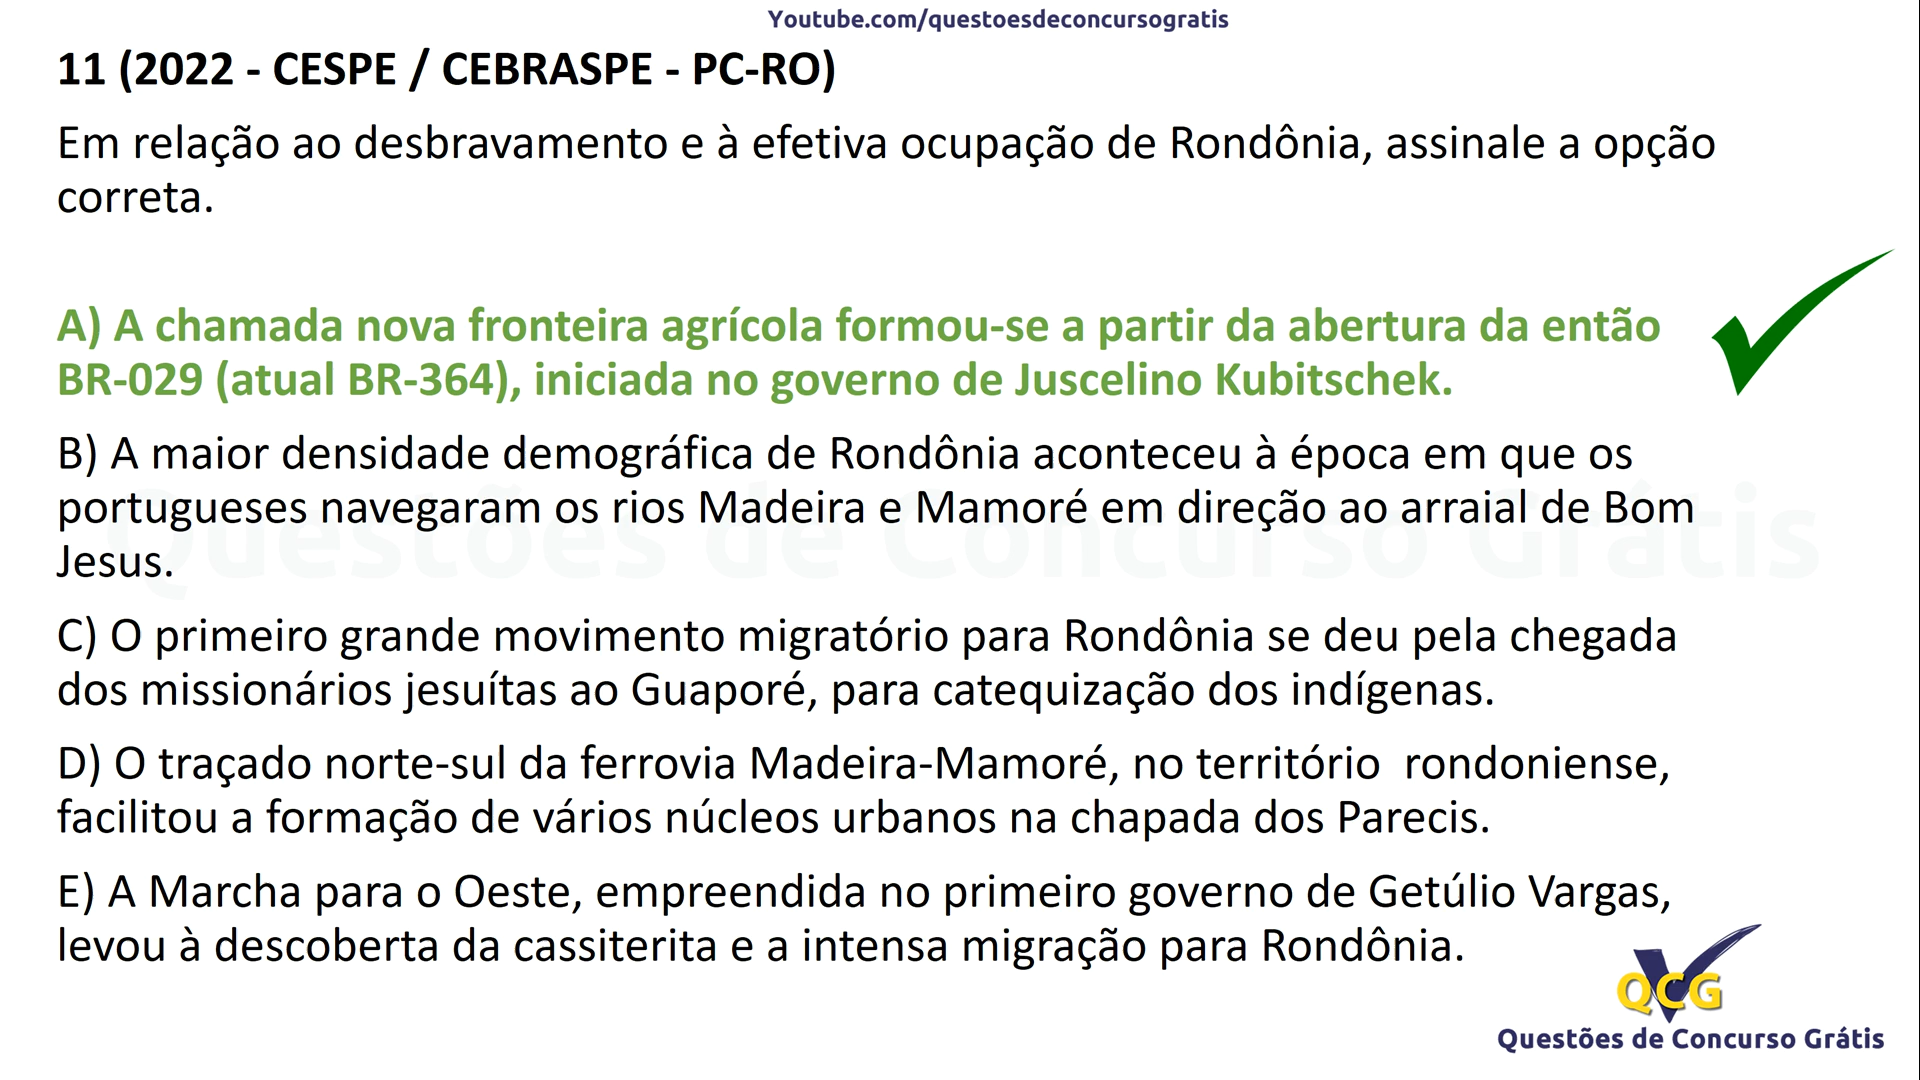 Youtube.com/questoesdeconcursogratis
11 (2022 - CESPE / CEBRASPE - PC-RO)
Em relação ao desbravamento e à efetiva ocupação de Rondônia, assinale a opção
correta.
A) A chamada nova fronteira agrícola formou-se a partir da abertura da então
BR-029 (atual BR-364), iniciada no governo de Juscelino Kubitschek.
B) A maior densidade demográfica de Rondônia aconteceu à época em que os
portugueses navegaram os rios Madeira e Mamoré em direção ao arraial de Bom
Jesus.
Questões de Concurso Grátis
C) O primeiro grande movimento migratório para Rondônia se deu pela chegada
dos missionários jesuítas ao Guaporé, para catequização dos indígenas.
D) O traçado norte-sul da ferrovia Madeira-Mamoré, no território  rondoniense,
facilitou a formação de vários núcleos urbanos na chapada dos Parecis.
E) A Marcha para o Oeste, empreendida no primeiro governo de Getúlio Vargas,
levou à descoberta da cassiterita e a intensa migração para Rondônia.
QCG
Questões de Concurso Grátis